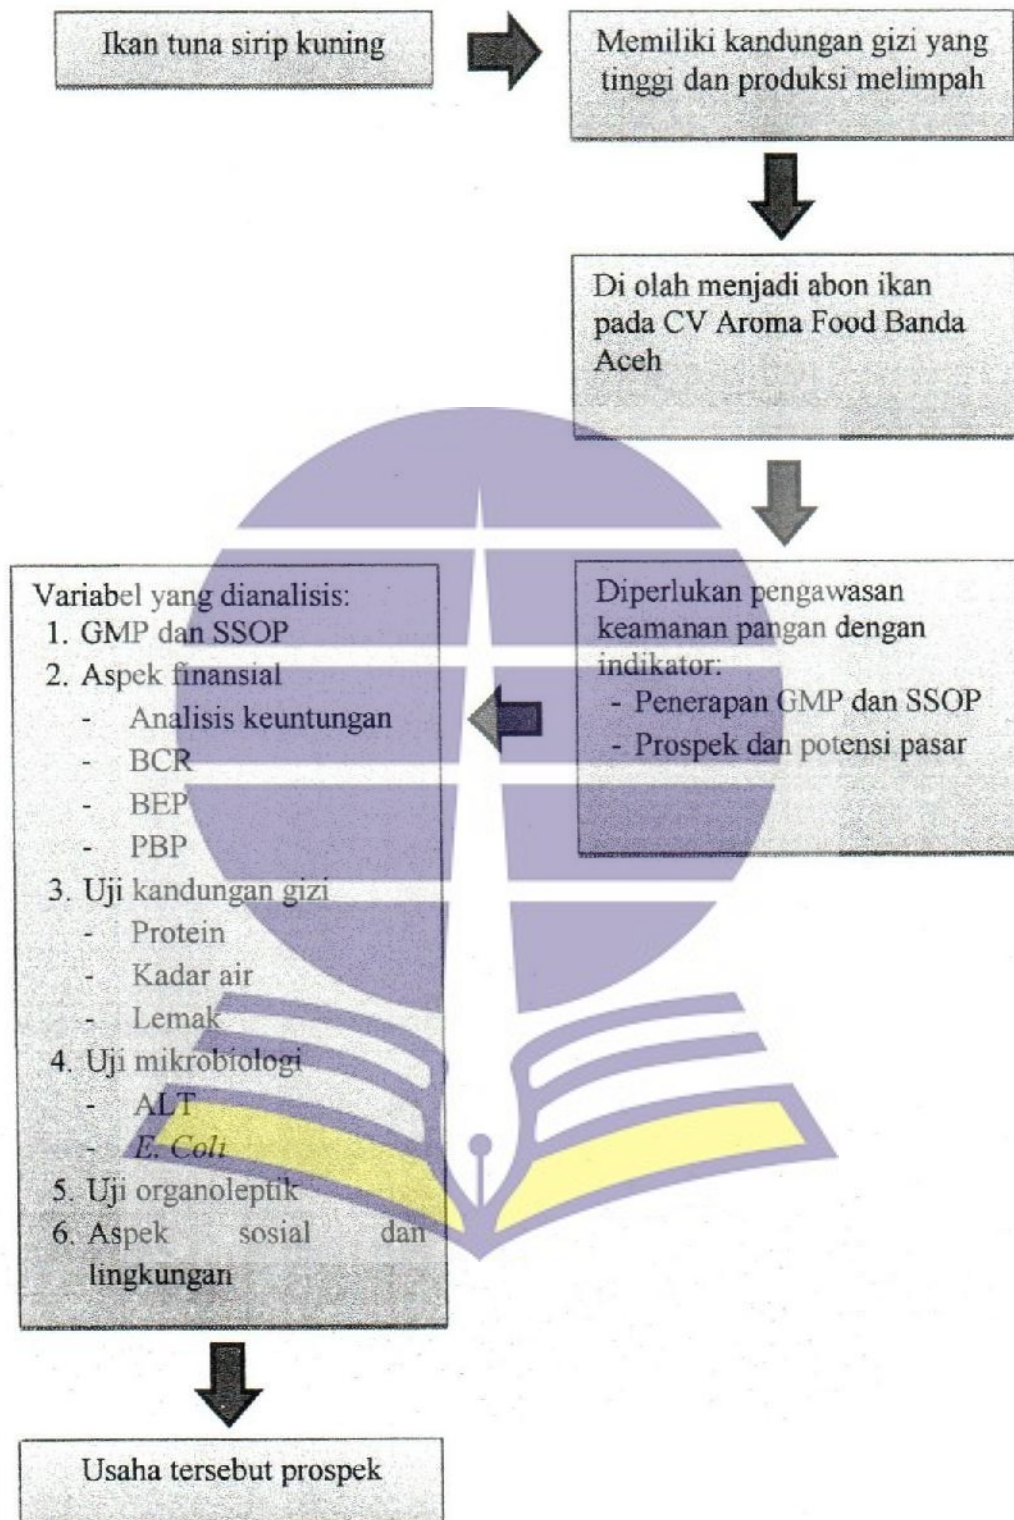 Ikan tuna sirip kuning
Memiliki kandungan gizi yang
tinggi dan produksi melimpah
Di olah menjadi abon ikan
pada CV Aroma Food Banda
Aceh
Diperlukan pengawasan
keamanan pangan dengan
indikator:
- Penerapan GMP dan SSOP
- Prospek dan potensi pasar
Variabel yang dianalisis:
1. GMP dan SSOP
2. Aspek finansial
- Analisis keuntungan
- BCR
- BEP
- PBP
3. Uji kandungan gizi
- Protein
- Kadar air
- Lemak
4. Uji mikrobiologi
- ALT
- E. Coli
5. Uji organoleptik
6. Aspek sosial dan
lingkungan
Usaha tersebut prospek